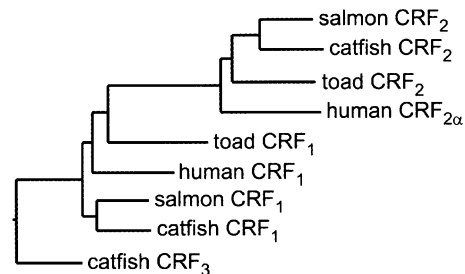 salmon CRF₂
catfish CRF₂
toad CRF₂
human CRF₂α
toad CRF₁
human CRF₁
salmon CRF₁
catfish CRF₁
catfish CRF₃